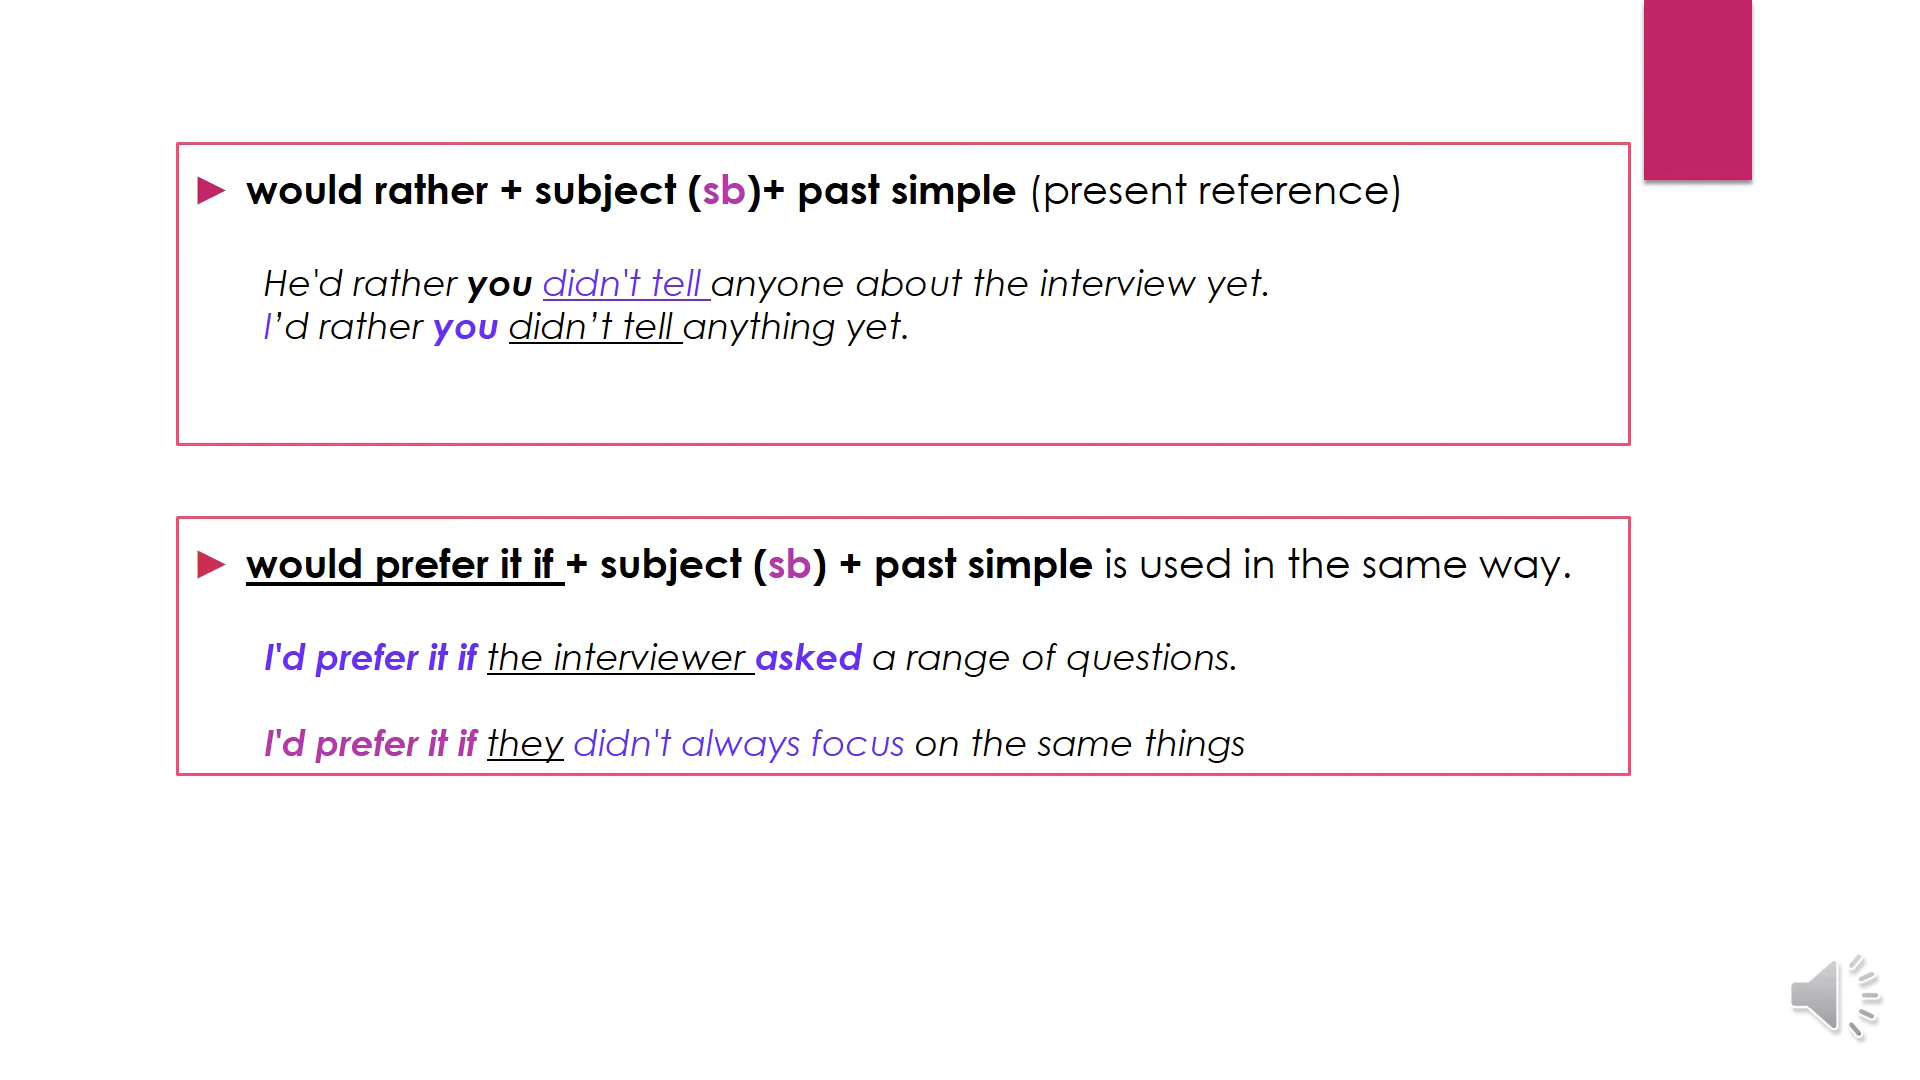 ► would rather + subject (sb)+ past simple (present reference)
He'd rather you didn't tell anyone about the interview yet.
I’d rather you didn’t tell anything yet.
► would prefer it if + subject (sb) + past simple is used in the same way.
I'd prefer it if the interviewer asked a range of questions.
I'd prefer it if they didn't always focus on the same things